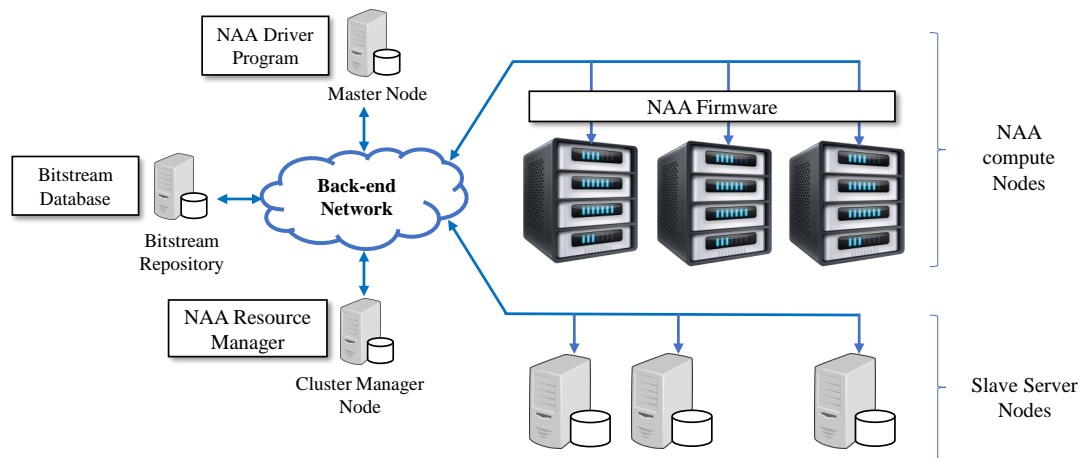 NAA Driver
Program
Master Node
NAA Firmware
NAA
compute
Nodes
Bitstream
Database
Bitstream
Repository
Back-end
Network
NAA Resource
Manager
Cluster Manager
Node
Slave Server
Nodes